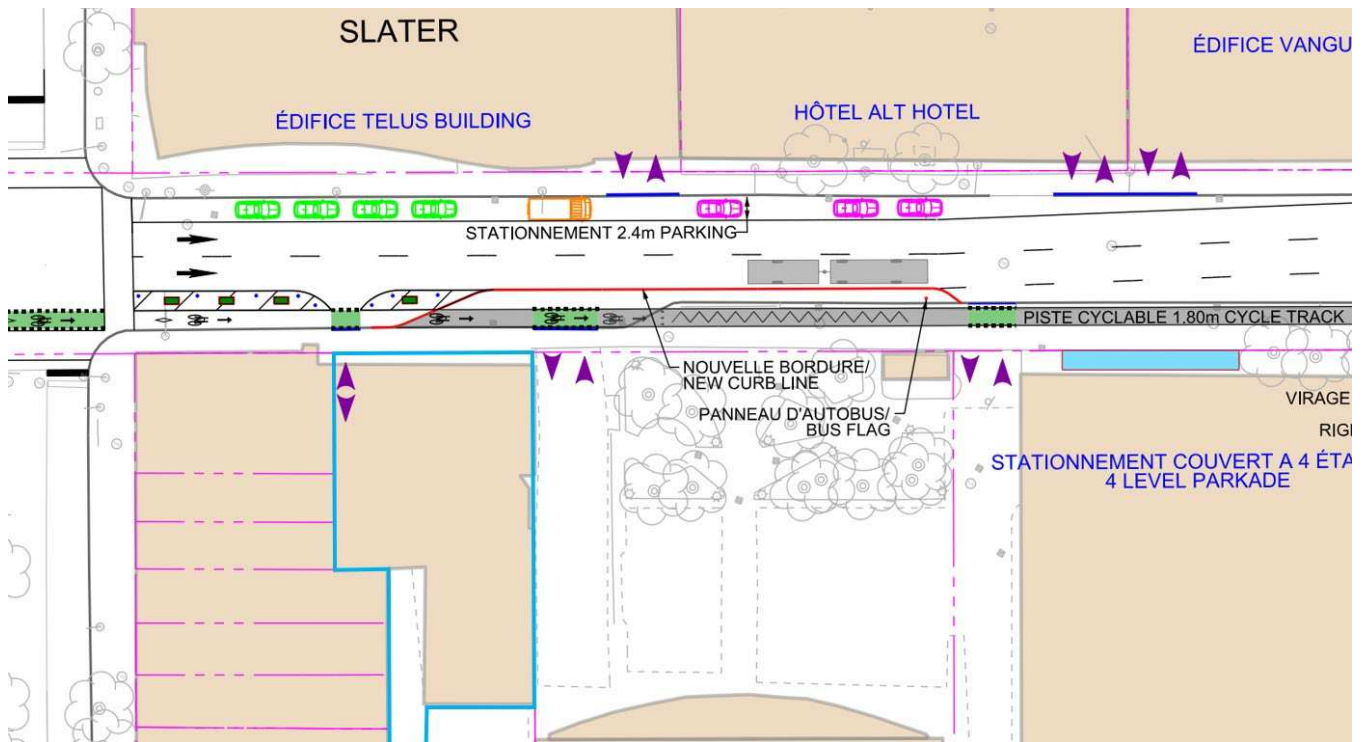 SLATER
ÉDIFICE VANGU
ÉDIFICE TELUS BUILDING
HÔTEL ALT HOTEL
STATIONNEMENT 2.4m PARKING
PISTE CYCLABLE 1.80m CYCLE TRACK
NOUVELLE BORDURE/
NEW CURB LINE
PANNEAU D'AUTOBUS/
BUS FLAG
VIRAGE
RIGI
STATIONNEMENT COUVERT A 4 ÉTA
4 LEVEL PARKADE